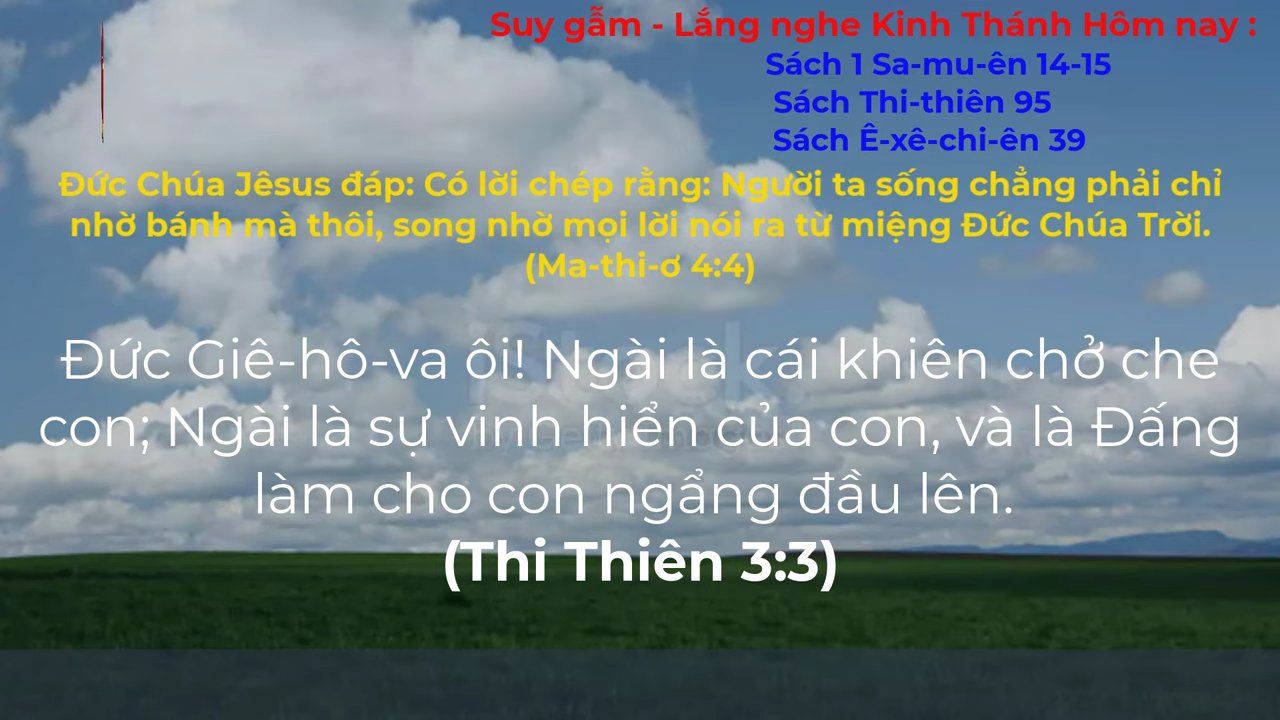 Suy gẫm - Lắng nghe Kinh Thánh Hôm nay :
Sách 1 Sa-mu-ên 14-15
Sách Thi-thiên 95
Sách Ê-xê-chi-ên 39
Đức Chúa Jêsus đáp: Có lời chép rằng: Người ta sống chẳng phải chỉ
nhờ bánh mà thôi, song nhờ mọi lời nói ra từ miệng Đức Chúa Trời.
(Ma-thi-ơ 4:4)
Đức Giê-hô-va ôi! Ngài là cái khiên chở che
con; Ngài là sự vinh hiển của con, và là Đấng
làm cho con ngẩng đầu lên.
(Thi Thiên 3:3)